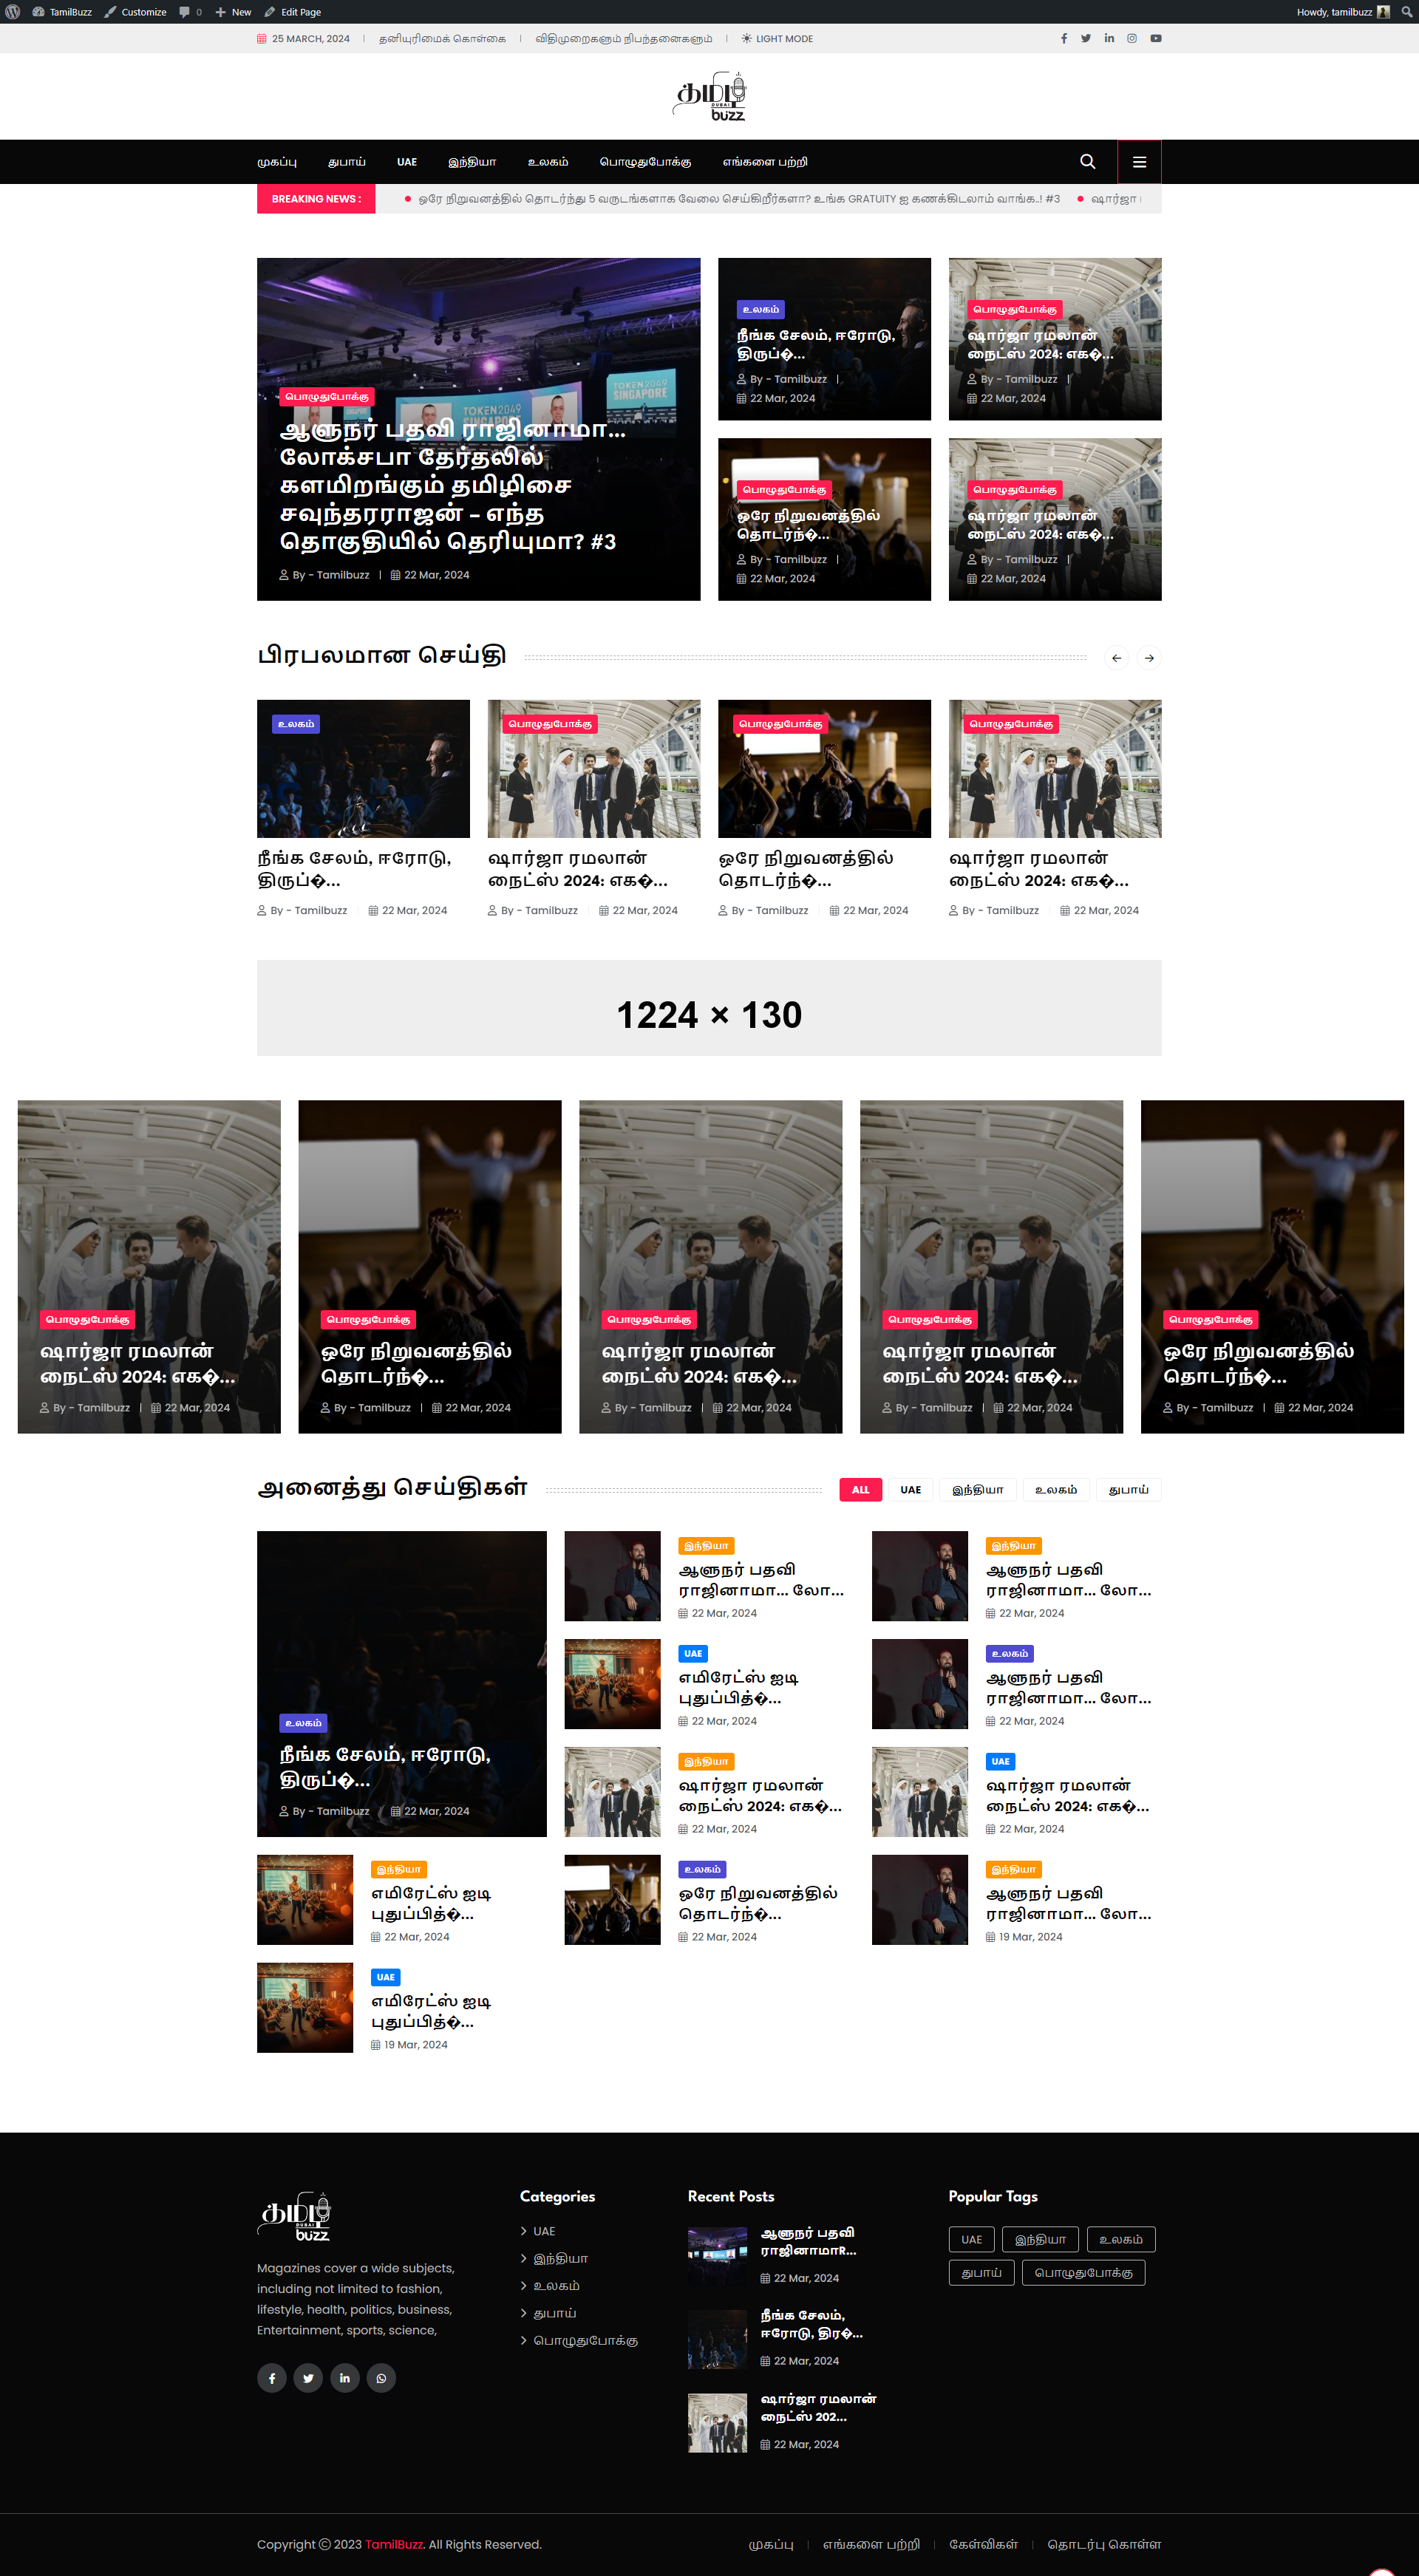 TamilBuzz Customize 0 New Edit Page Howdy, tamilbuzz
25 MARCH, 2024 | தனியுரிமைக் கொள்கை | விதிமுறைகளும் நிபந்தனைகளும் | LIGHT MODE
தமிழ்
DUBAI
buzz
முகப்பு துபாய் UAE இந்தியா உலகம் பொழுதுபோக்கு எங்களை பற்றி
BREAKING NEWS : ஒரே நிறுவனத்தில் தொடர்ந்து 5 வருடங்களாக வேலை செய்கிறீர்களா? உங்க GRATUITY ஐ கணக்கிடலாம் வாங்க..! #3 ஷார்ஜா
TOKEN2049
SINGAPORE
TOKEN2049
SINGAPORE
பொழுதுபோக்கு
ஆளுநர் பதவி ராஜினாமா…
லோக்சபா தேர்தலில்
களமிறங்கும் தமிழிசை
சவுந்தரராஜன் – எந்த
தொகுதியில் தெரியுமா? #3
By - Tamilbuzz | 22 Mar, 2024
உலகம்
நீங்க சேலம், ஈரோடு,
திருப்�...
By - Tamilbuzz |
22 Mar, 2024
பொழுதுபோக்கு
ஷார்ஜா ரமலான்
நைட்ஸ் 2024: எக�...
By - Tamilbuzz |
22 Mar, 2024
பொழுதுபோக்கு
ஒரே நிறுவனத்தில்
தொடர்ந்�...
By - Tamilbuzz |
22 Mar, 2024
பொழுதுபோக்கு
ஷார்ஜா ரமலான்
நைட்ஸ் 2024: எக�...
By - Tamilbuzz |
22 Mar, 2024
பிரபலமான செய்தி
உலகம்
நீங்க சேலம், ஈரோடு,
திருப்�...
By - Tamilbuzz 22 Mar, 2024
பொழுதுபோக்கு
ஷார்ஜா ரமலான்
நைட்ஸ் 2024: எக�...
By - Tamilbuzz 22 Mar, 2024
பொழுதுபோக்கு
ஒரே நிறுவனத்தில்
தொடர்ந்�...
By - Tamilbuzz 22 Mar, 2024
பொழுதுபோக்கு
ஷார்ஜா ரமலான்
நைட்ஸ் 2024: எக�...
By - Tamilbuzz 22 Mar, 2024
1224 × 130
பொழுதுபோக்கு
ஷார்ஜா ரமலான்
நைட்ஸ் 2024: எக�...
By - Tamilbuzz | 22 Mar, 2024
பொழுதுபோக்கு
ஒரே நிறுவனத்தில்
தொடர்ந்�...
By - Tamilbuzz | 22 Mar, 2024
பொழுதுபோக்கு
ஷார்ஜா ரமலான்
நைட்ஸ் 2024: எக�...
By - Tamilbuzz | 22 Mar, 2024
பொழுதுபோக்கு
ஷார்ஜா ரமலான்
நைட்ஸ் 2024: எக�...
By - Tamilbuzz | 22 Mar, 2024
பொழுதுபோக்கு
ஒரே நிறுவனத்தில்
தொடர்ந்�...
By - Tamilbuzz | 22 Mar, 2024
அனைத்து செய்திகள்
ALL UAE இந்தியா உலகம் துபாய்
உலகம்
நீங்க சேலம், ஈரோடு,
திருப்�...
By - Tamilbuzz 22 Mar, 2024
இந்தியா
ஆளுநர் பதவி
ராஜினாமா… லோ...
22 Mar, 2024
இந்தியா
ஆளுநர் பதவி
ராஜினாமா… லோ...
22 Mar, 2024
UAE
எமிரேட்ஸ் ஐடி
புதுப்பித்�...
22 Mar, 2024
உலகம்
ஆளுநர் பதவி
ராஜினாமா… லோ...
22 Mar, 2024
இந்தியா
ஷார்ஜா ரமலான்
நைட்ஸ் 2024: எக�...
22 Mar, 2024
UAE
ஷார்ஜா ரமலான்
நைட்ஸ் 2024: எக�...
22 Mar, 2024
இந்தியா
எமிரேட்ஸ் ஐடி
புதுப்பித்�...
22 Mar, 2024
உலகம்
ஒரே நிறுவனத்தில்
தொடர்ந்�...
22 Mar, 2024
இந்தியா
ஆளுநர் பதவி
ராஜினாமா… லோ...
19 Mar, 2024
UAE
எமிரேட்ஸ் ஐடி
புதுப்பித்�...
19 Mar, 2024
தமிழ்
DUBAI
buzz
Magazines cover a wide subjects,
including not limited to fashion,
lifestyle, health, politics, business,
Entertainment, sports, science,
Categories
UAE
இந்தியா
உலகம்
துபாய்
பொழுதுபோக்கு
Recent Posts
ஆளுநர் பதவி
ராஜினாமாR...
22 Mar, 2024
நீங்க சேலம்,
ஈரோடு, திர�...
22 Mar, 2024
ஷார்ஜா ரமலான்
நைட்ஸ் 202...
22 Mar, 2024
Popular Tags
UAE இந்தியா உலகம்
துபாய் பொழுதுபோக்கு
Copyright © 2023 TamilBuzz. All Rights Reserved.
முகப்பு | எங்களை பற்றி | கேள்விகள் | தொடர்பு கொள்ள